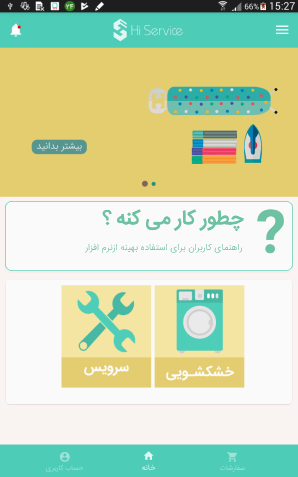 66% 15:27
Hi Service
بیشتر بدانید
چطور کار می کنه ؟
راهنمای کاربران برای استفاده بهینه ازنرم افزار
?
خشکشـویی
سرویس
سفارشات
خانه
حساب کاربری